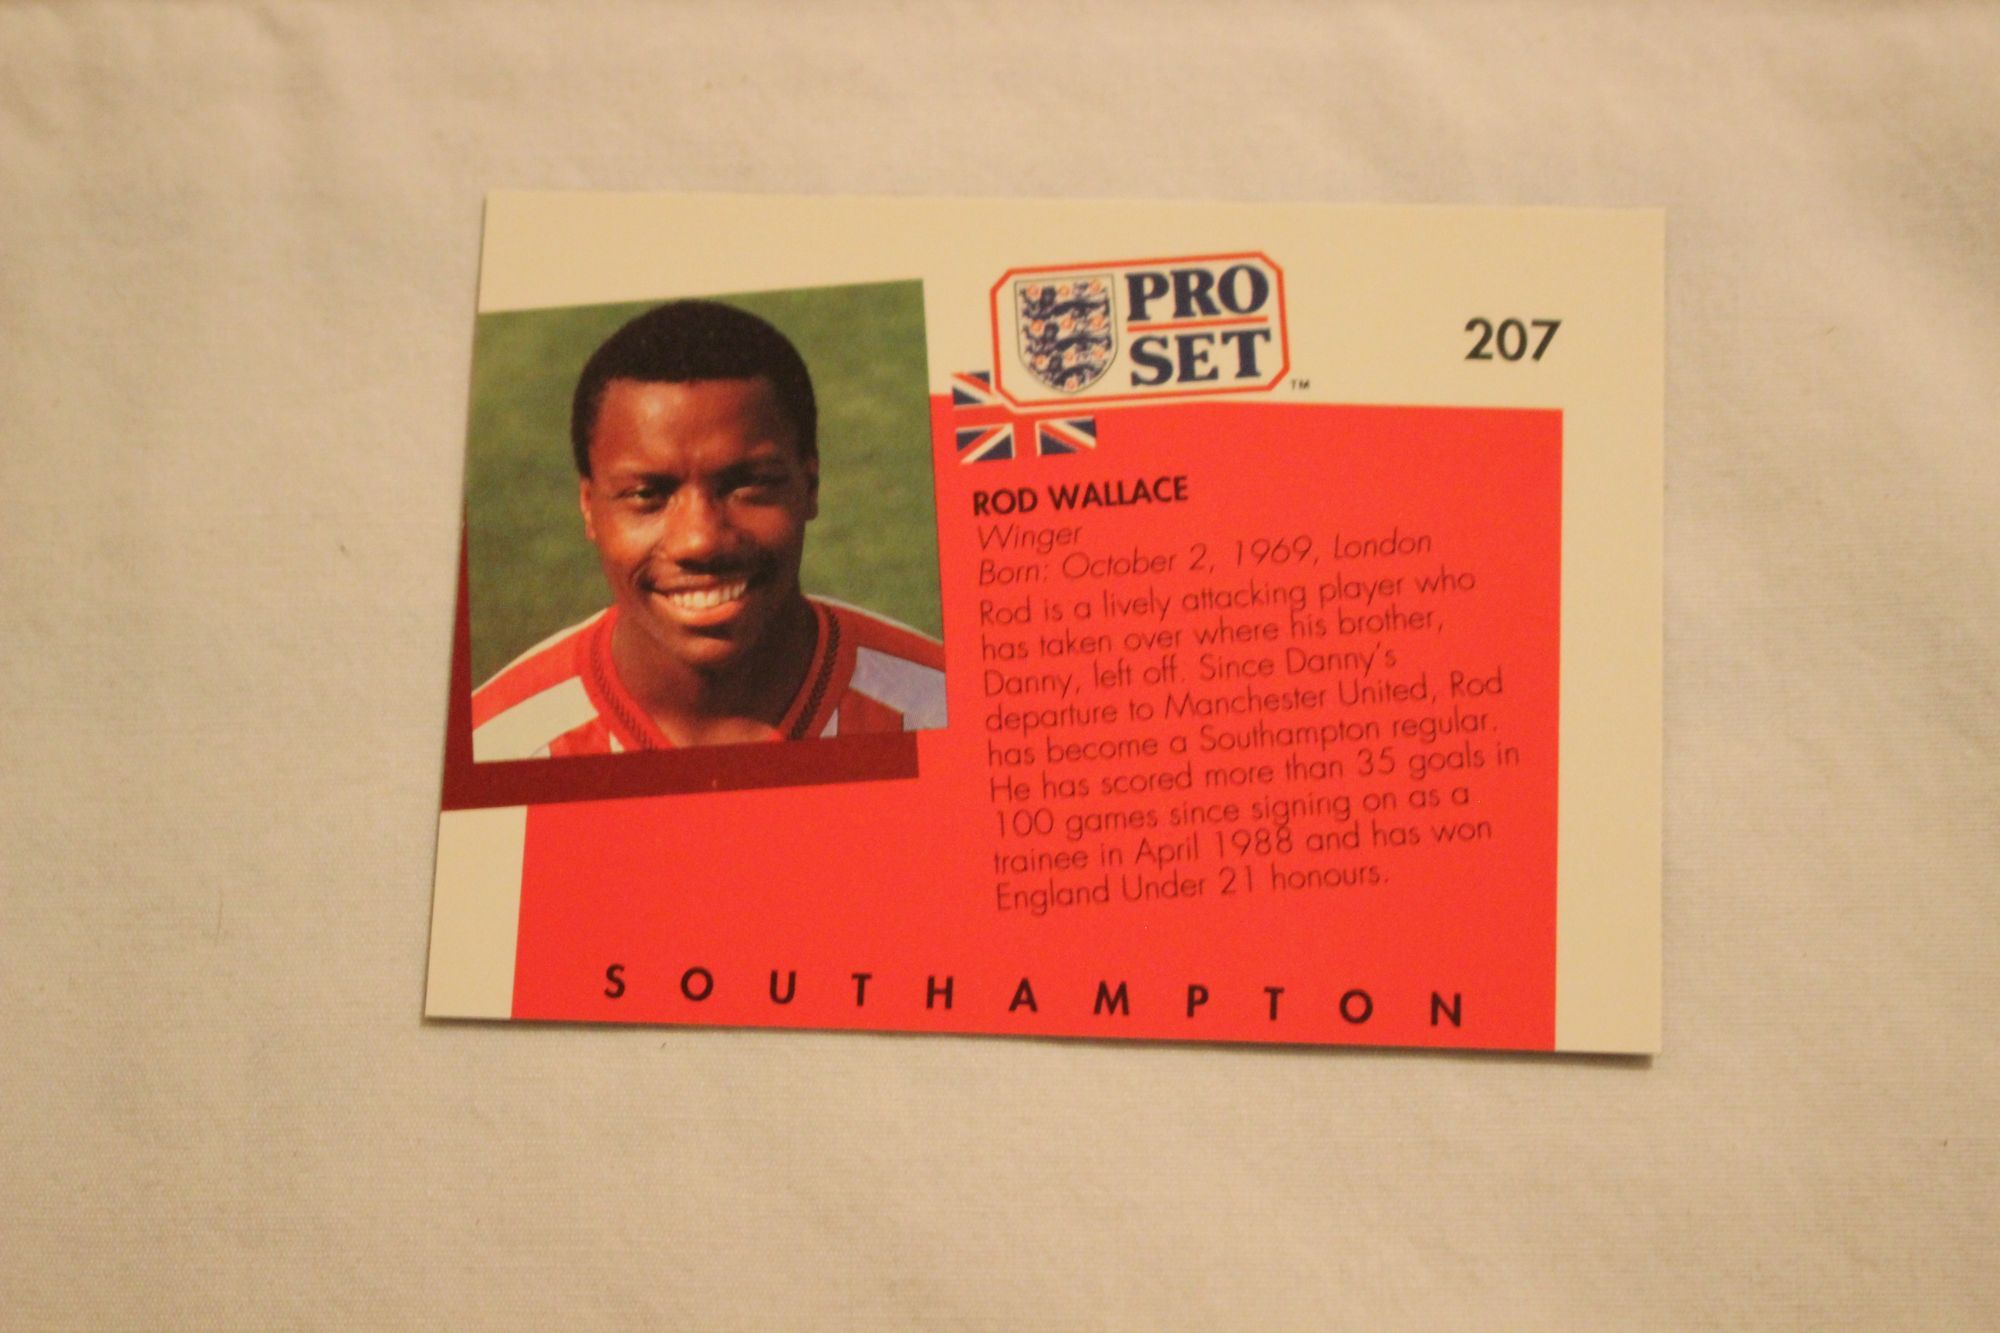 PRO
SET
TM
207
ROD WALLACE
Winger
Born: October 2, 1969, London
Rod is a lively attacking player who
has taken over where his brother,
Danny, left off. Since Danny's
departure to Manchester United, Rod
has become a Southampton regular.
He has scored more than 35 goals in
100 games since signing on as a
trainee in April 1988 and has won
England Under 21 honours.
SOUTHAMPTON